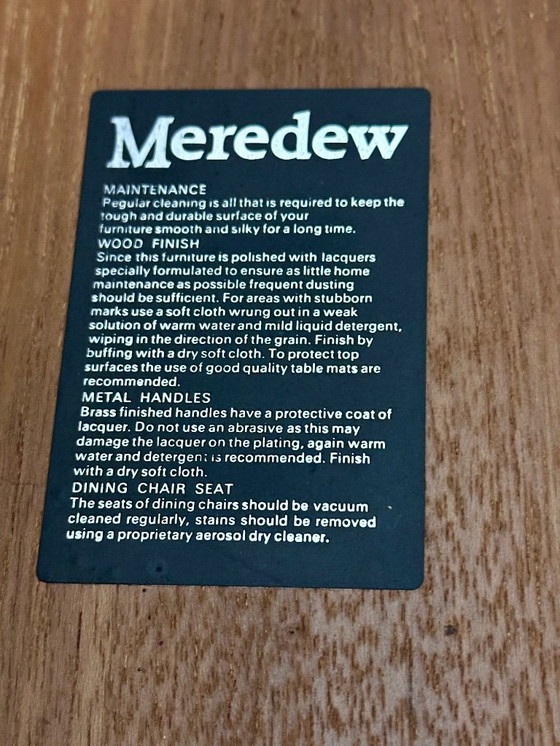 Meredew
MAINTENANCE
Regular cleaning is all that is required to keep the
tough and durable surface of your
furniture smooth and silky for a long time.
WOOD FINISH
Since this furniture is polished with lacquers
specially formulated to ensure as little home
maintenance as possible frequent dusting
should be sufficient. For areas with stubborn
marks use a soft cloth wrung out in a weak
solution of warm water and mild liquid detergent,
wiping in the direction of the grain. Finish by
buffing with a dry soft cloth. To protect top
surfaces the use of good quality table mats are
recommended.
METAL HANDLES
Brass finished handles have a protective coat of
lacquer. Do not use an abrasive as this may
damage the lacquer on the plating, again warm
water and detergent is recommended. Finish
with a dry soft cloth.
DINING CHAIR SEAT
The seats of dining chairs should be vacuum
cleaned regularly, stains should be removed
using a proprietary aerosol dry cleaner.